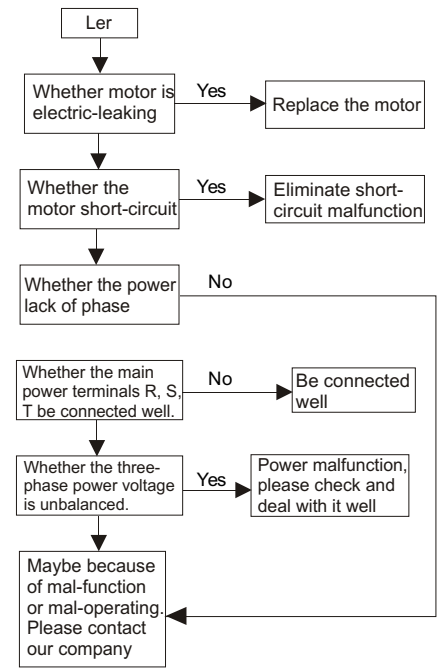 Ler
Whether motor is
electric-leaking
Yes
Replace the motor
Whether the
motor short-circuit
Yes
Eliminate short-
circuit malfunction
Whether the power
lack of phase
No
Whether the main
power terminals R, S,
T be connected well.
No
Be connected
well
Whether the three-
phase power voltage
is unbalanced.
Yes
Power malfunction,
please check and
deal with it well
Maybe because
of mal-function
or mal-operating.
Please contact
our company